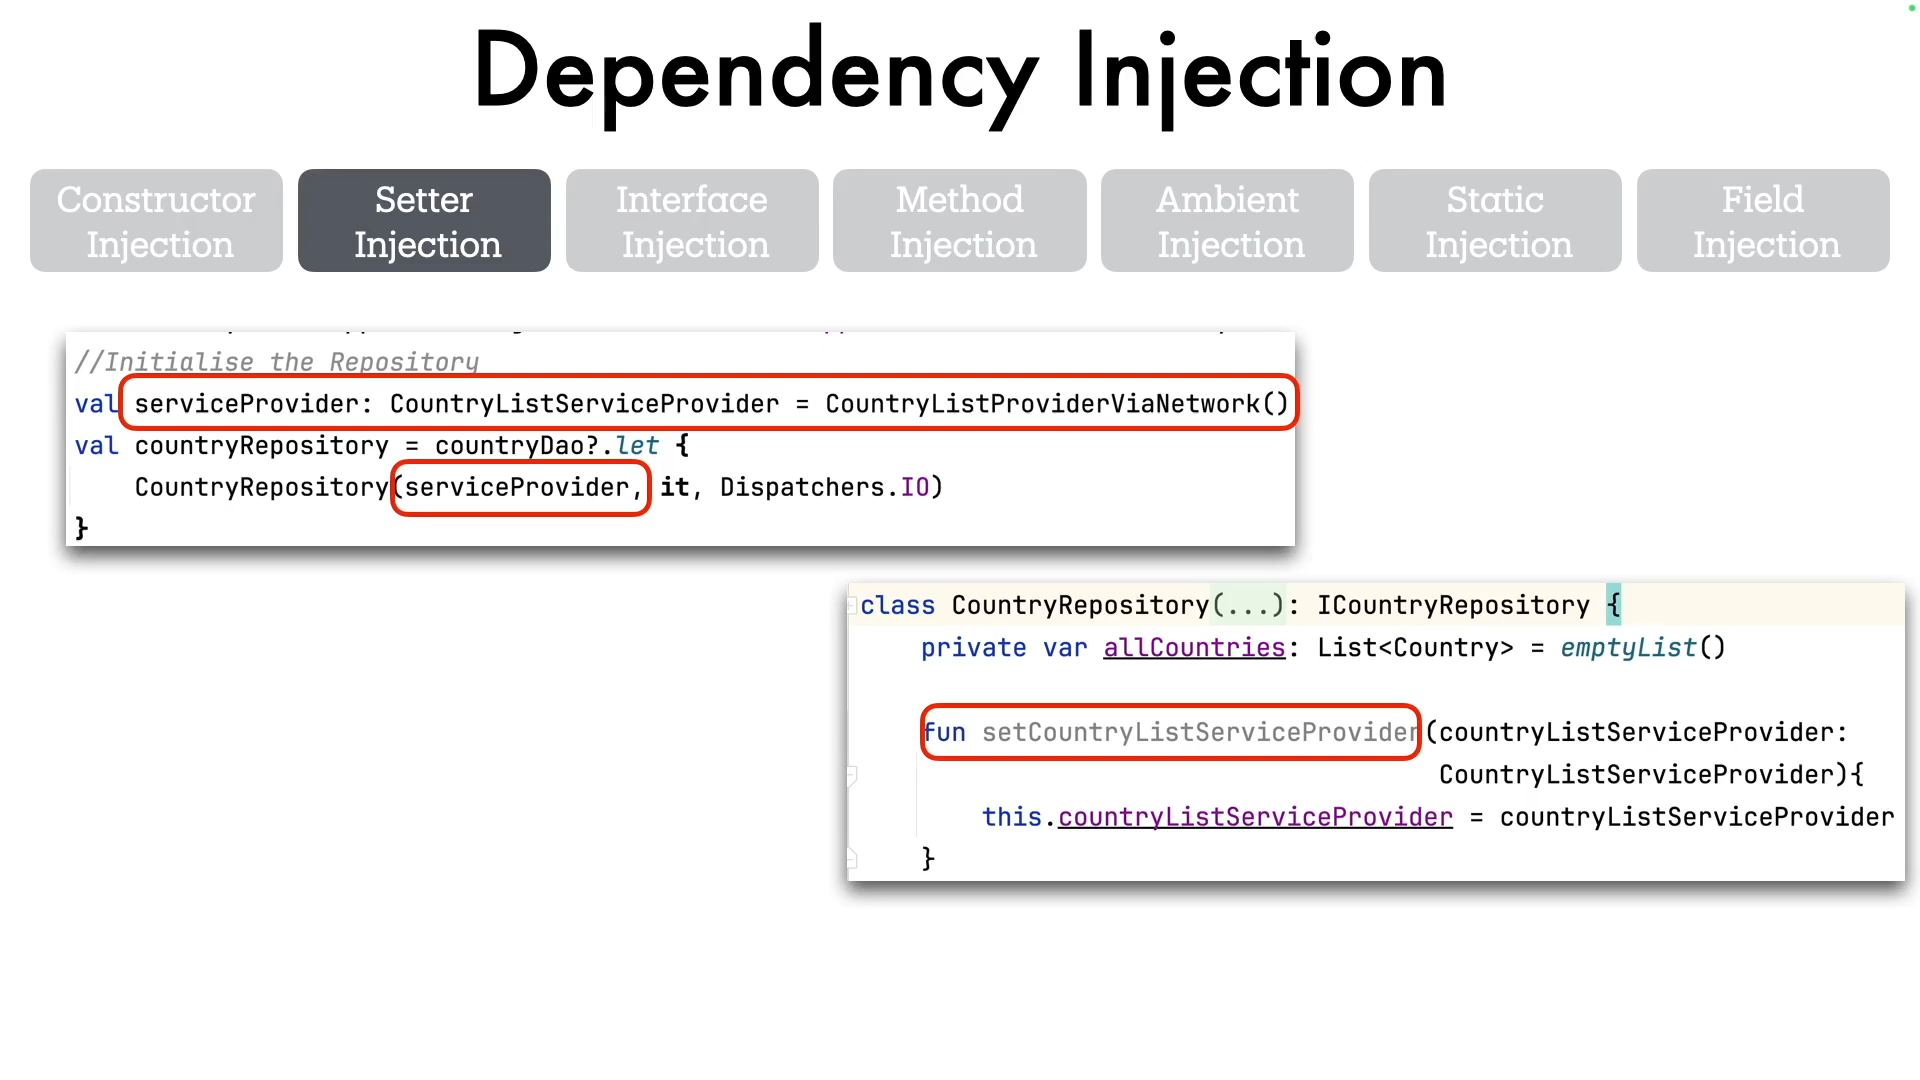 Dependency Injection
Constructor
Injection
Setter
Injection
Interface
Injection
Method
Injection
Ambient
Injection
Static
Injection
Field
Injection
//Initialise the Repository
val serviceProvider: CountryListServiceProvider = CountryListProviderViaNetwork()
val countryRepository = countryDao?.let {
CountryRepository(serviceProvider, it, Dispatchers.IO)
}
class CountryRepository(...): ICountryRepository {
private var allCountries: List<Country> = emptyList()
fun setCountryListServiceProvider(countryListServiceProvider:
CountryListServiceProvider){
this.countryListServiceProvider = countryListServiceProvider
}